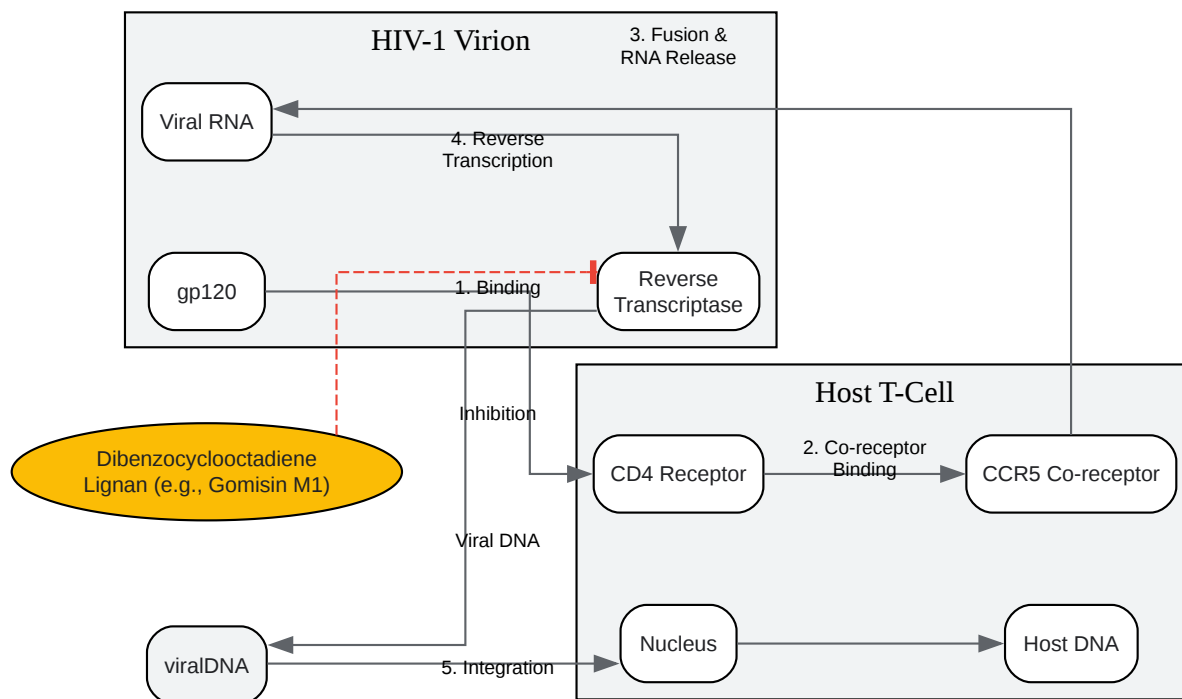 HIV-1 Virion
3. Fusion &
RNA Release
Viral RNA
4. Reverse
Transcription
gp120
1. Binding
Reverse
Transcriptase
Host T-Cell
Inhibition
Dibenzocyclooctadiene
Lignan (e.g., Gomisin M1)
CD4 Receptor
2. Co-receptor
Binding
CCR5 Co-receptor
Viral DNA
viralDNA
5. Integration
Nucleus
Host DNA